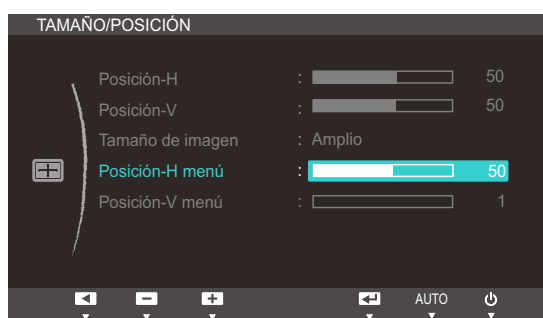 TAMAÑO/POSICIÓN
Posición-H : 50
Posición-V : 50
Tamaño de imagen : Amplio
Posición-H menú : 50
Posición-V menú : 1
AUTO